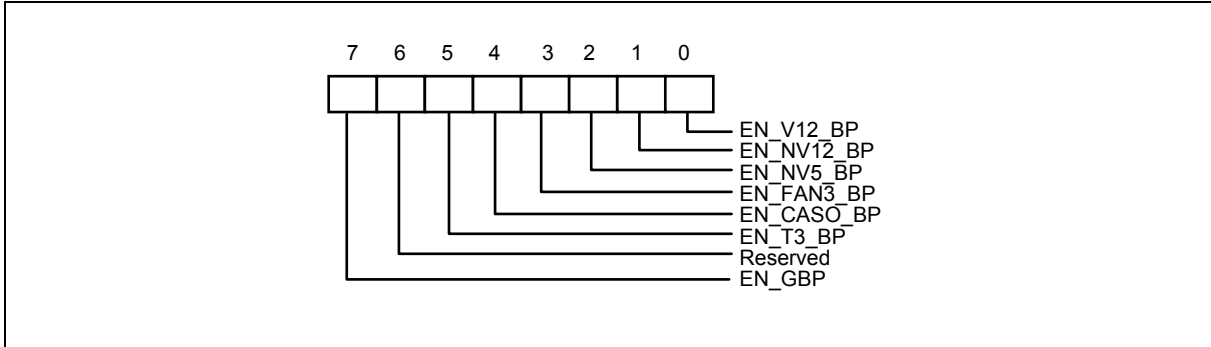 7 6 5 4 3 2 1 0
EN_V12_BP
EN_NV12_BP
EN_NV5_BP
EN_FAN3_BP
EN_CASO_BP
EN_T3_BP
Reserved
EN_GBP